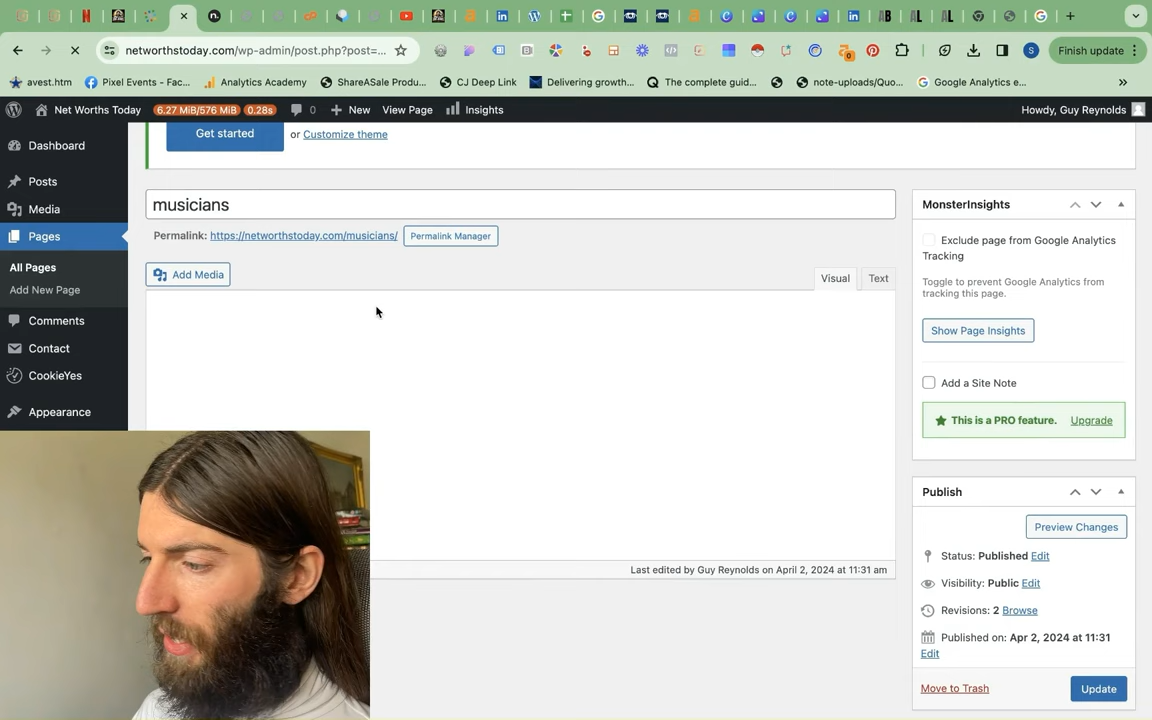 networthstoday.com/wp-admin/post.php?post=...
Finish update
avest.htm
Pixel Events - Fac...
Analytics Academy
ShareASale Produ...
CJ Deep Link
Delivering growth...
The complete guid...
note-uploads/Quo...
Google Analytics e...
Net Worths Today
6.27 MiB/576 MiB
0.28s
0
New
View Page
Insights
Howdy, Guy Reynolds
Dashboard
Posts
Media
Pages
All Pages
Add New Page
Comments
Contact
CookieYes
Appearance
Get started
or Customize theme
musicians
Permalink: https://networthstoday.com/musicians/
Permalink Manager
Add Media
Visual
Text
Last edited by Guy Reynolds on April 2, 2024 at 11:31 am
MonsterInsights
Exclude page from Google Analytics
Tracking
Toggle to prevent Google Analytics from
tracking this page.
Show Page Insights
Add a Site Note
This is a PRO feature. Upgrade
Publish
Preview Changes
Status: Published Edit
Visibility: Public Edit
Revisions: 2 Browse
Published on: Apr 2, 2024 at 11:31
Edit
Move to Trash
Update